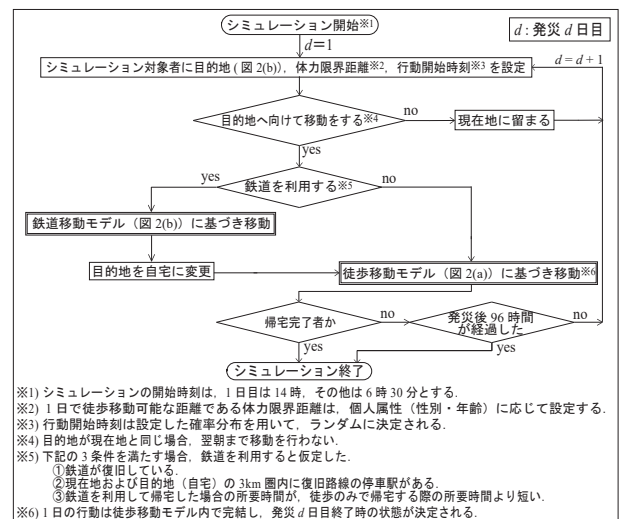 シミュレーション開始※1
d : 発災 d 日目
d＝1
シミュレーション対象者に目的地 ( 図 2(b)), 体力限界距離※2, 行動開始時刻※3 を設定
d = d + 1
目的地へ向けて移動をする※4
no
現在地に留まる
yes
yes
鉄道を利用する※5
no
鉄道移動モデル（図 2(b)）に基づき移動
目的地を自宅に変更
徒歩移動モデル（図 2(a)）に基づき移動※6
帰宅完了者か
no
発災後 96 時間
が経過した
no
yes
yes
シミュレーション終了
※1) シミュレーションの開始時刻は，1 日目は 14 時，その他は 6 時 30 分とする.
※2) 1 日で徒歩移動可能な距離である体力限界距離は，個人属性（性別・年齢）に応じて設定する.
※3) 行動開始時刻は設定した確率分布を用いて，ランダムに決定される.
※4) 目的地が現在地と同じ場合，翌朝まで移動を行わない.
※5) 下記の 3 条件を満たす場合，鉄道を利用すると仮定した.
①鉄道が復旧している.
②現在地および目的地（自宅）の 3km 圏内に復旧路線の停車駅がある.
③鉄道を利用して帰宅した場合の所要時間が，徒歩のみで帰宅する際の所要時間より短い.
※6) 1 日の行動は徒歩移動モデル内で完結し，発災 d 日目終了時の状態が決定される.